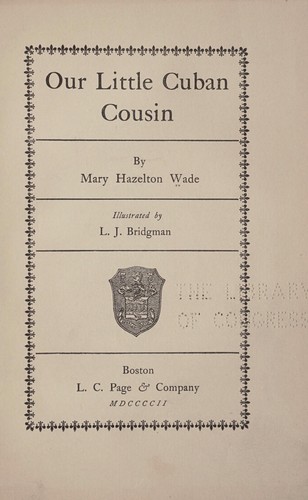 Our Little Cuban
Cousin
By
Mary Hazelton Wade
Illustrated by
L. J. Bridgman
THE LIBRARY
OF CONGRESS
Boston
L. C. Page & Company
MDCCCCII